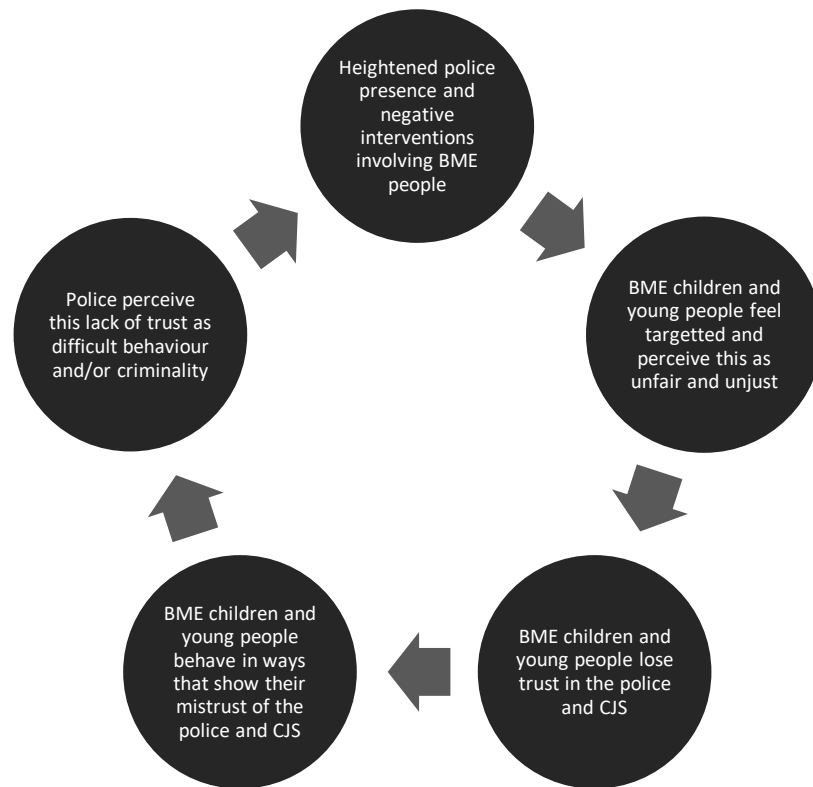 Heightened police
presence and
negative
interventions
involving BME
people
BME children and
young people feel
targetted and
perceive this as
unfair and unjust
BME children and
young people lose
trust in the police
and CJS
BME children and
young people
behave in ways
that show their
mistrust of the
police and CJS
Police perceive
this lack of trust as
difficult behaviour
and/or criminality